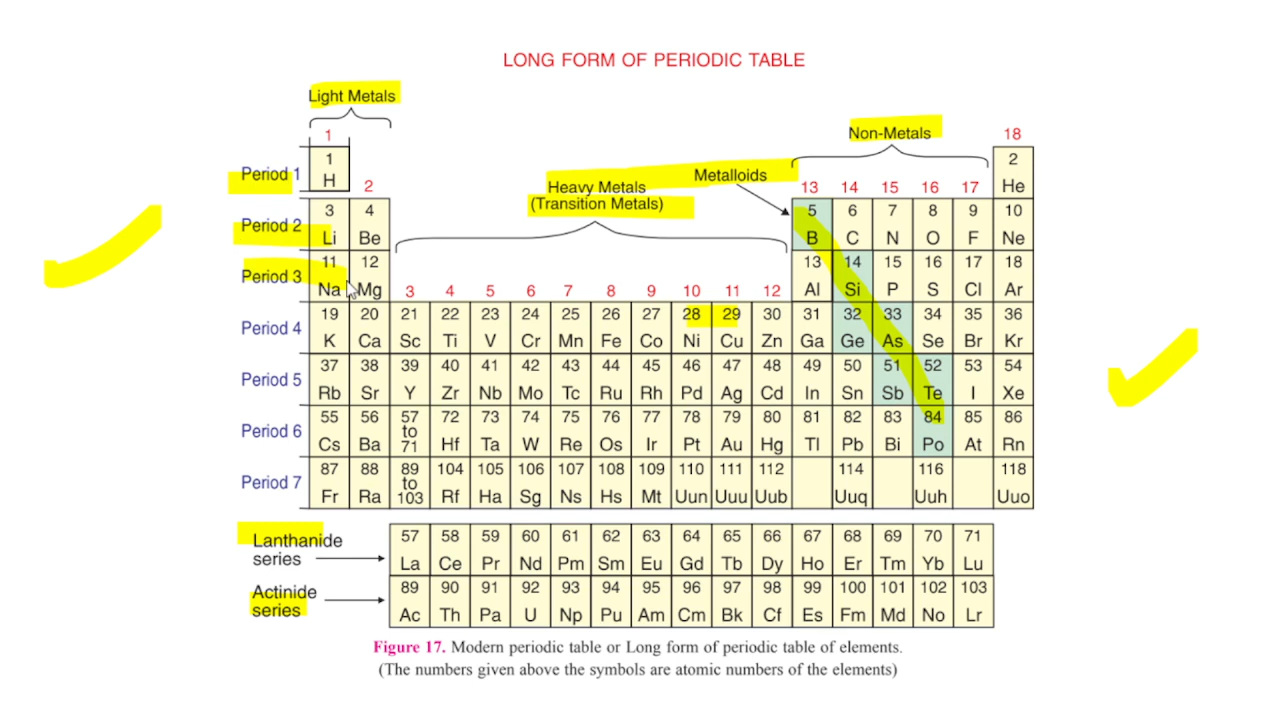 LONG FORM OF PERIODIC TABLE
Light Metals
1 Non-Metals 18
Period 1 1 2
H Metalloids He
2 Heavy Metals 13 14 15 16 17
(Transition Metals)
Period 2 3 4 5 6 7 8 9 10
Li Be B C N O F Ne
Period 3 11 12 13 14 15 16 17 18
Na Mg 3 4 5 6 7 8 9 10 11 12 Al Si P S Cl Ar
Period 4 19 20 21 22 23 24 25 26 27 28 29 30 31 32 33 34 35 36
K Ca Sc Ti V Cr Mn Fe Co Ni Cu Zn Ga Ge As Se Br Kr
Period 5 37 38 39 40 41 42 43 44 45 46 47 48 49 50 51 52 53 54
Rb Sr Y Zr Nb Mo Tc Ru Rh Pd Ag Cd In Sn Sb Te I Xe
Period 6 55 56 57 to 71 72 73 74 75 76 77 78 79 80 81 82 83 84 85 86
Cs Ba Hf Ta W Re Os Ir Pt Au Hg Tl Pb Bi Po At Rn
Period 7 87 88 89 to 103 104 105 106 107 108 109 110 111 112 114 116 118
Fr Ra Rf Ha Sg Ns Hs Mt Uun Uuu Uub Uuq Uuh Uuo
Lanthanide series 57 58 59 60 61 62 63 64 65 66 67 68 69 70 71
La Ce Pr Nd Pm Sm Eu Gd Tb Dy Ho Er Tm Yb Lu
Actinide series 89 90 91 92 93 94 95 96 97 98 99 100 101 102 103
Ac Th Pa U Np Pu Am Cm Bk Cf Es Fm Md No Lr
Figure 17. Modern periodic table or Long form of periodic table of elements.
(The numbers given above the symbols are atomic numbers of the elements)